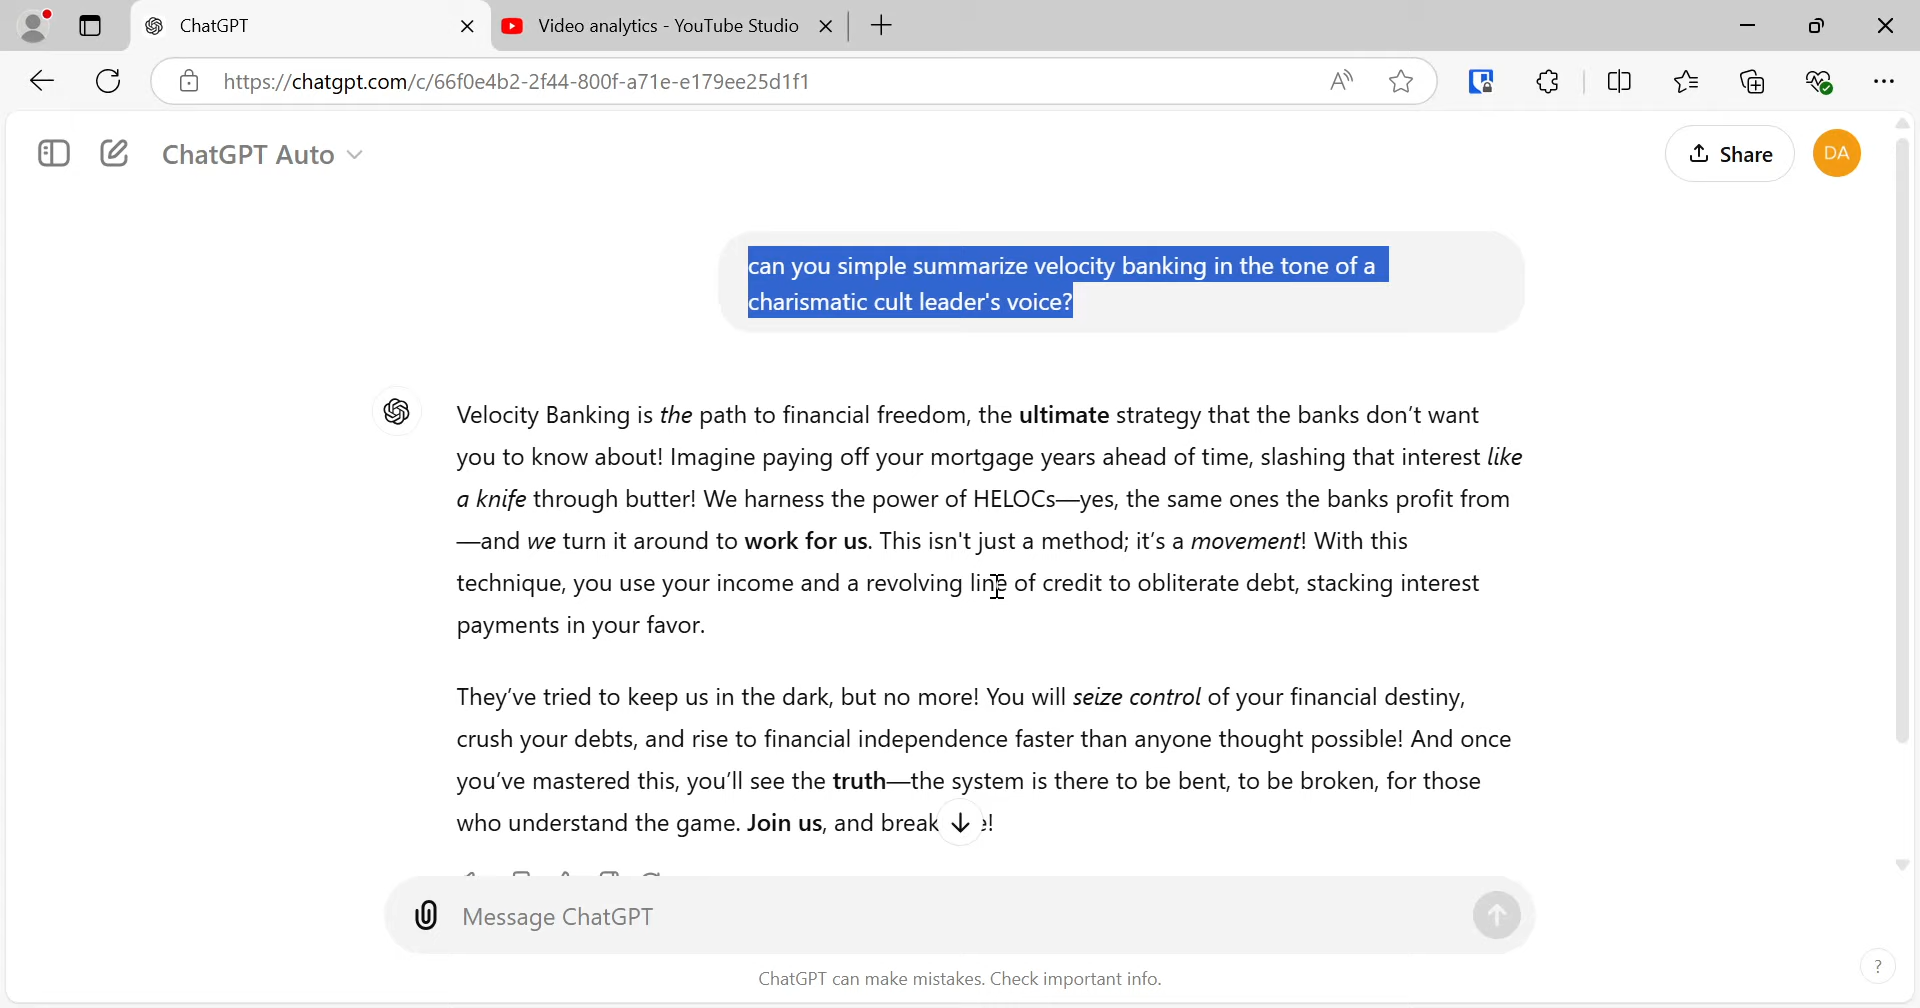 ChatGPT
Video analytics - YouTube Studio
https://chatgpt.com/c/66f0e4b2-2f44-800f-a71e-e179ee25d1f1
ChatGPT Auto
Share
DA
can you simple summarize velocity banking in the tone of a
charismatic cult leader's voice?
Velocity Banking is the path to financial freedom, the ultimate strategy that the banks don’t want
you to know about! Imagine paying off your mortgage years ahead of time, slashing that interest like
a knife through butter! We harness the power of HELOCs—yes, the same ones the banks profit from
—and we turn it around to work for us. This isn't just a method; it’s a movement! With this
technique, you use your income and a revolving line of credit to obliterate debt, stacking interest
payments in your favor.
They’ve tried to keep us in the dark, but no more! You will seize control of your financial destiny,
crush your debts, and rise to financial independence faster than anyone thought possible! And once
you’ve mastered this, you’ll see the truth—the system is there to be bent, to be broken, for those
who understand the game. Join us, and break e!
Message ChatGPT
ChatGPT can make mistakes. Check important info.
?